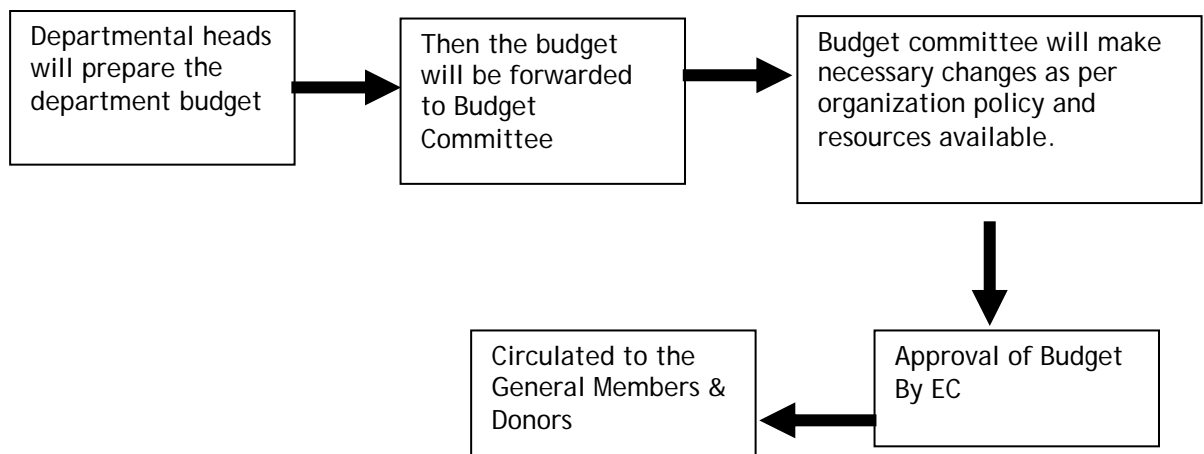 Departmental heads
will prepare the
department budget
Then the budget
will be forwarded
to Budget
Committee
Budget committee will make
necessary changes as per
organization policy and
resources available.
Approval of Budget
By EC
Circulated to the
General Members &
Donors